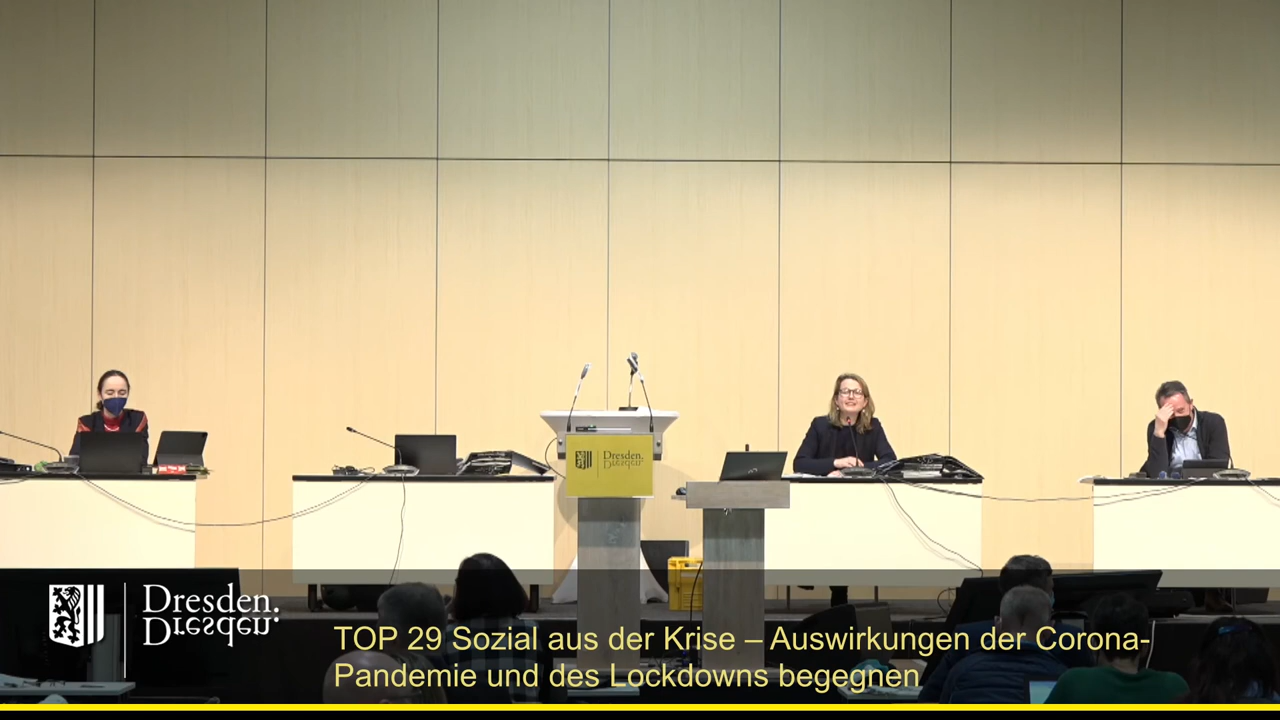 Dresden.
Dresden.
Dresden.
Dresden.
TOP 29 Sozial aus der Krise – Auswirkungen der Corona-
Pandemie und des Lockdowns begegnen